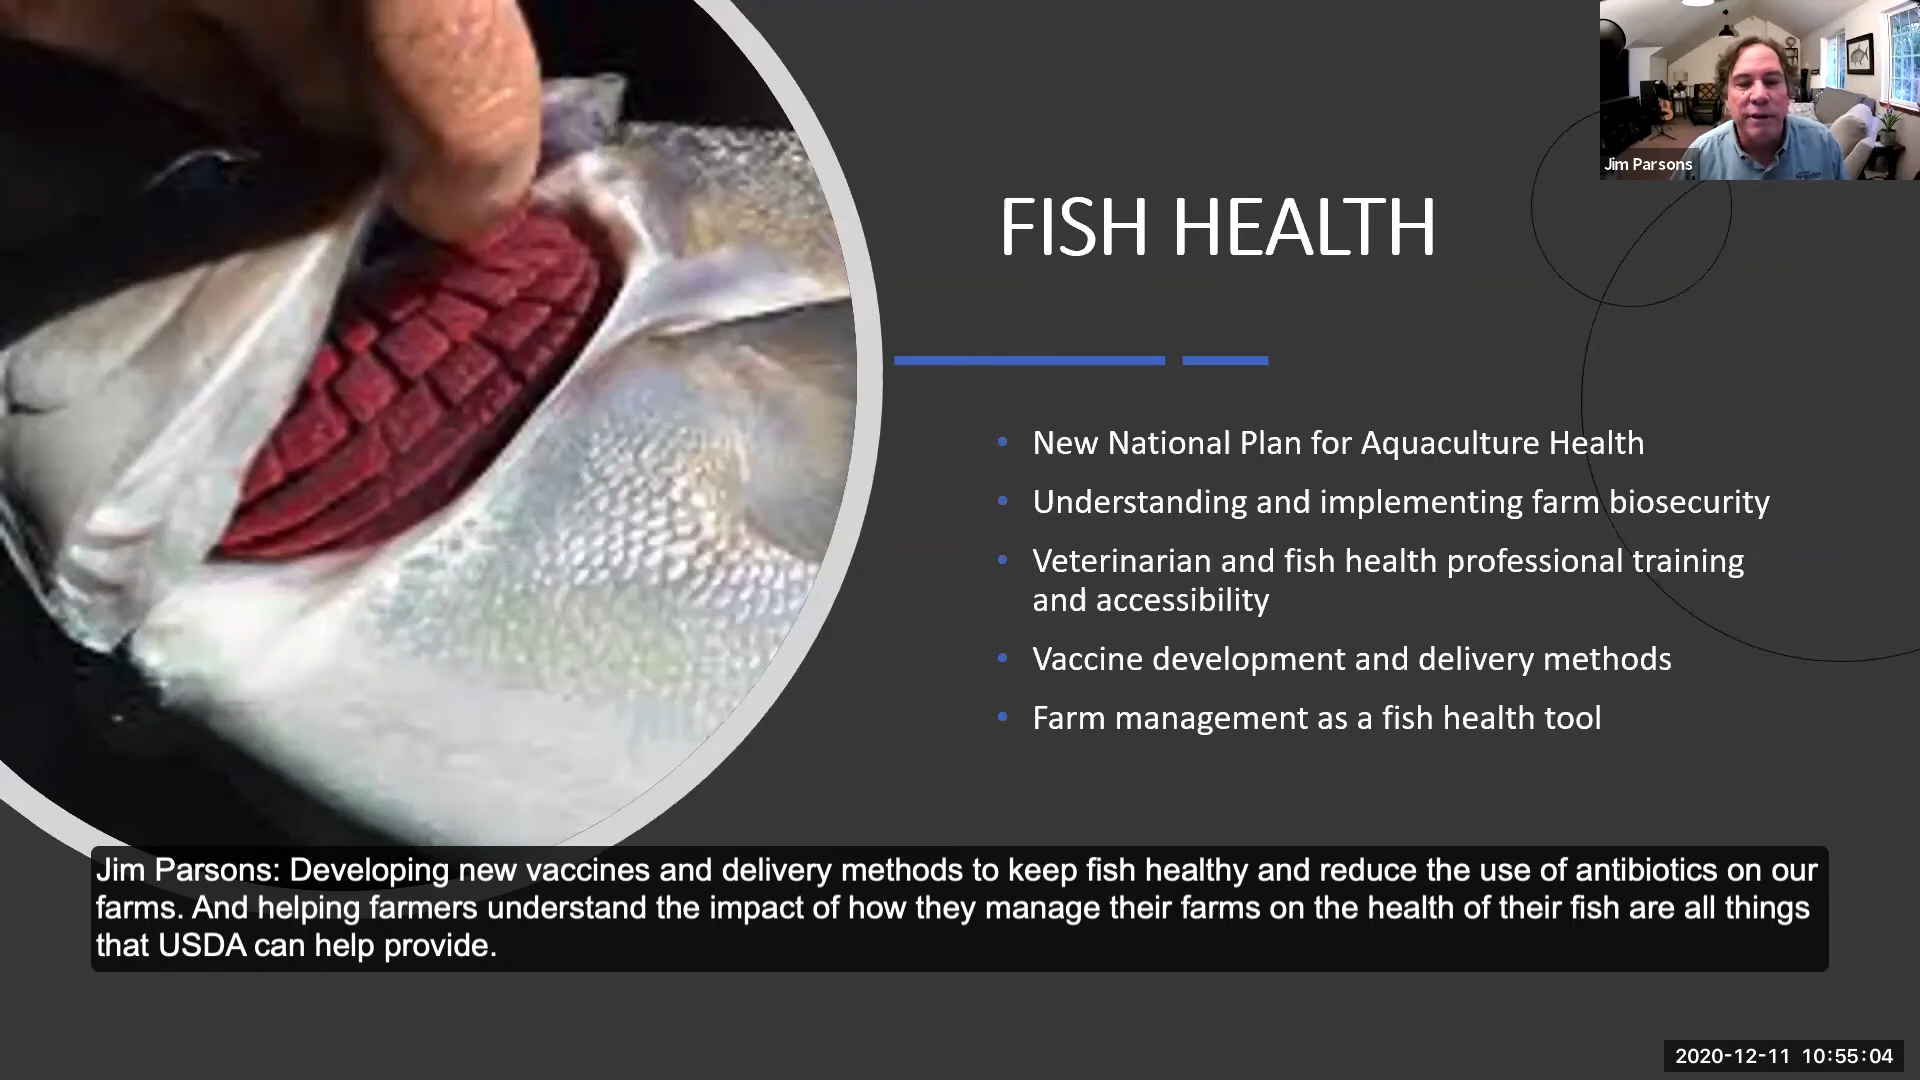 Jim Parsons
FISH HEALTH
• New National Plan for Aquaculture Health
• Understanding and implementing farm biosecurity
• Veterinarian and fish health professional training
and accessibility
• Vaccine development and delivery methods
• Farm management as a fish health tool
Jim Parsons: Developing new vaccines and delivery methods to keep fish healthy and reduce the use of antibiotics on our
farms. And helping farmers understand the impact of how they manage their farms on the health of their fish are all things
that USDA can help provide.
2020-12-11 10:55:04